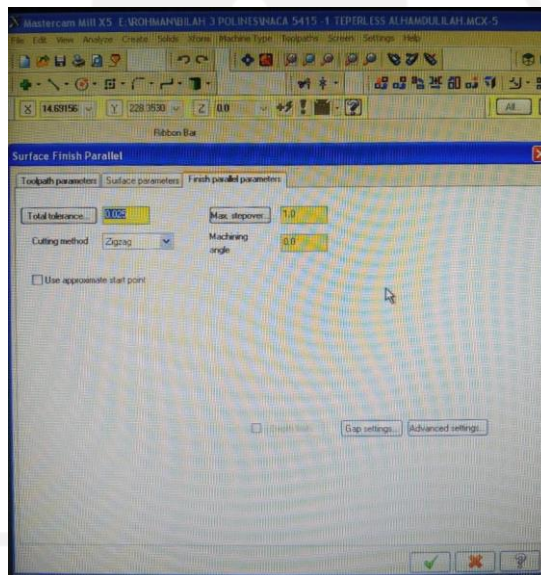 Mastercam Mill X5 E:\ROHMAN\BILAH 3 POLINES\NACA 5415 -1 TEPERLESS ALHAMDULILAH.MCX-5
File Edit View Analyze Create Solids Xform Machine Type Toolpaths Screen Settings Help
X 14.69156 Y 228.3530 Z 0.0 All
Ribbon Bar
Surface Finish Parallel
Toolpath parameters Surface parameters Finish parallel parameters
Total tolerance... 0.025 Max. stepover... 1.0
Cutting method Zigzag Machining angle 0.0
Use approximate start point
Gap settings... Advanced settings...